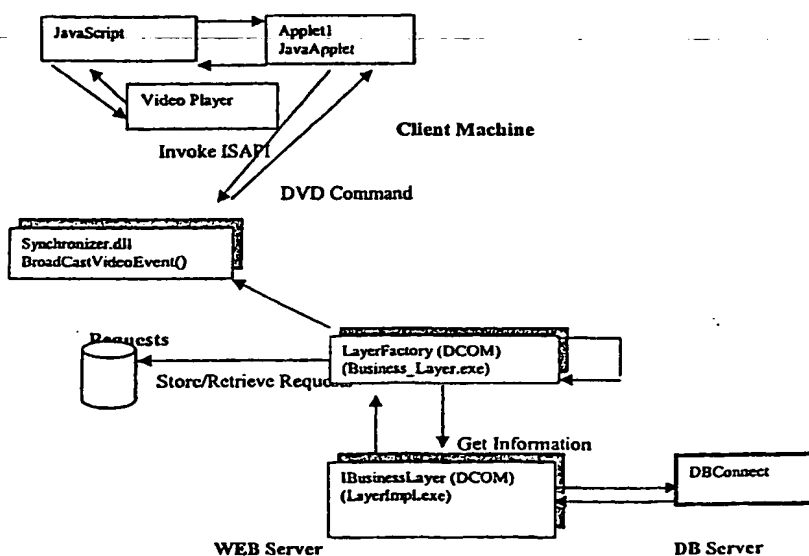 JavaScript
Applet1
JavaApplet
Video Player
Client Machine
Invoke ISAPI
DVD Command
Synchronizer.dll
BroadCastVideoEvent()
Requests
LayerFactory (DCOM)
(Business_Layer.exe)
Store/Retrieve Requests
Get Information
IBusinessLayer (DCOM)
(LayerImpl.exe)
DBConnect
WEB Server
DB Server